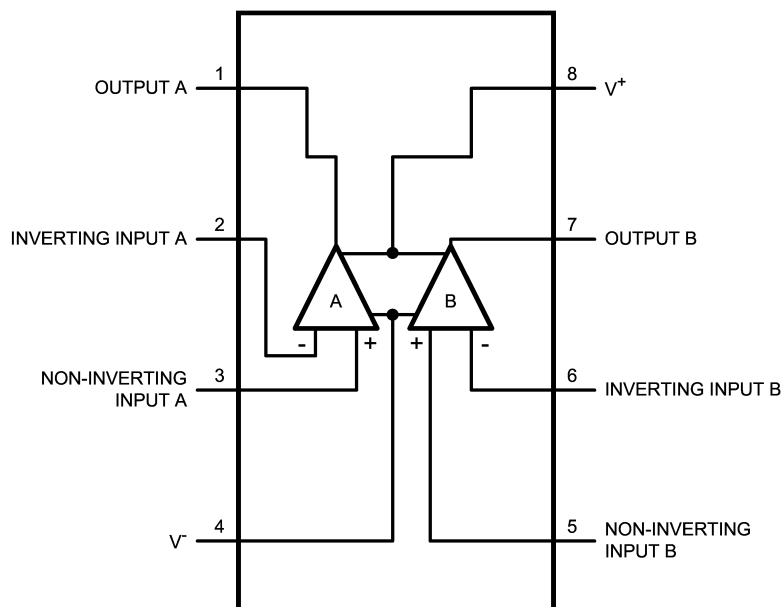 1
OUTPUT A
8
V+
2
INVERTING INPUT A
7
OUTPUT B
A
B
-
+
+
-
3
NON-INVERTING
INPUT A
6
INVERTING INPUT B
4
V-
5
NON-INVERTING
INPUT B